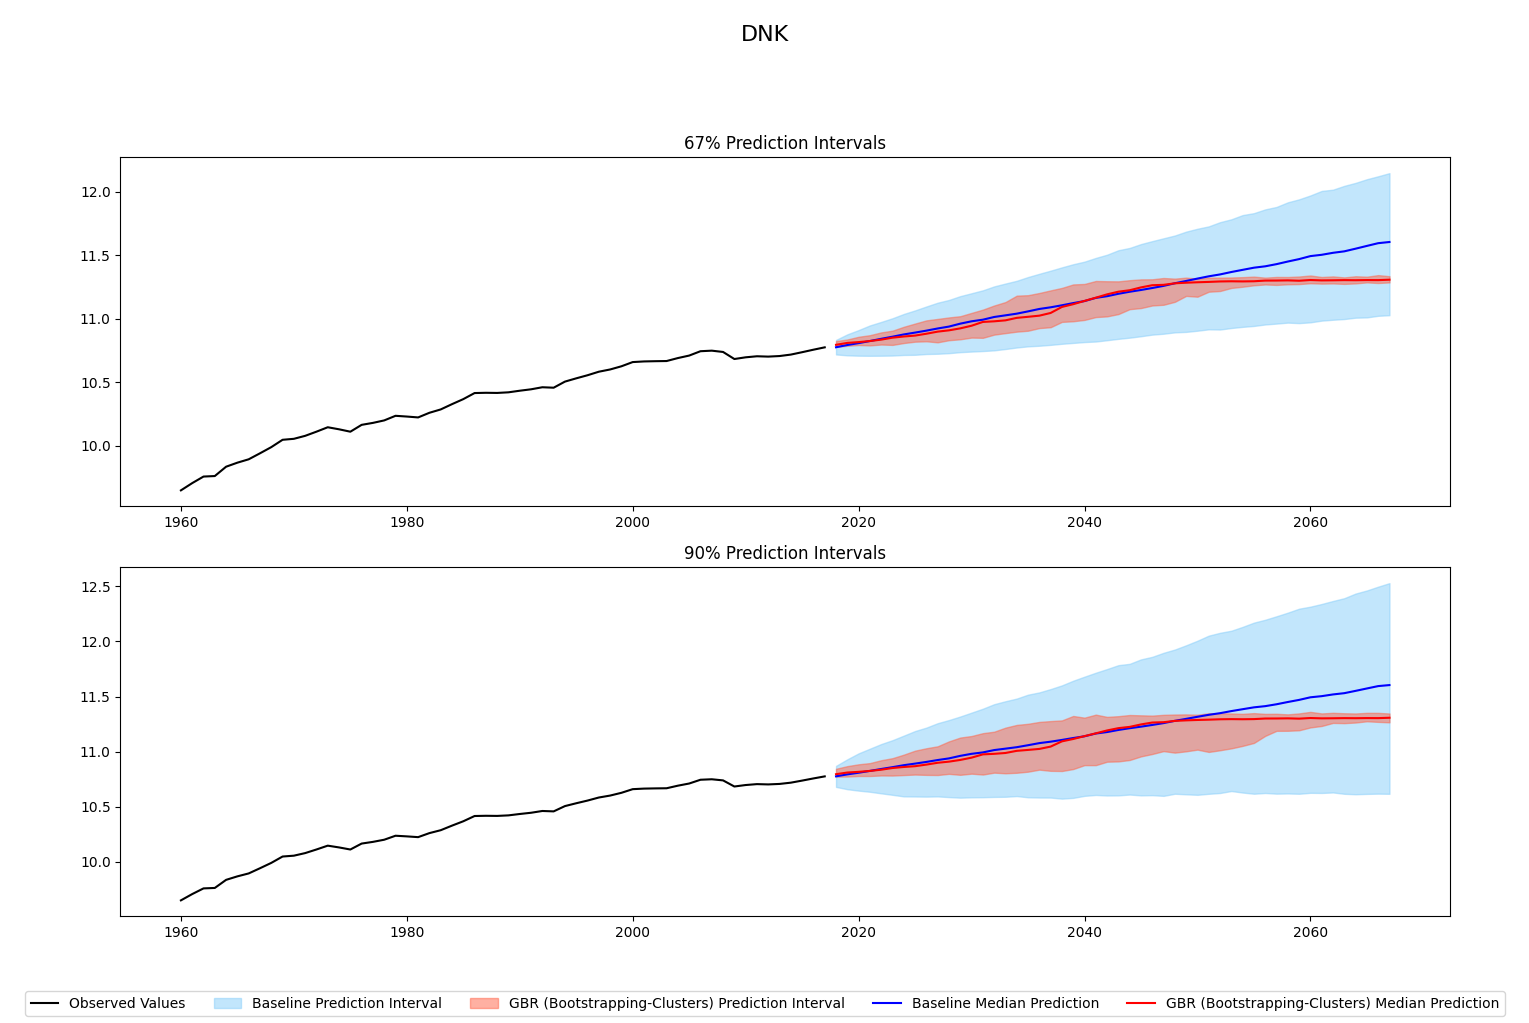 DNK
67% Prediction Intervals
12.0
11.5
11.0
10.5
10.0
1960 1980 2000 2020 2040 2060
90% Prediction Intervals
12.5
12.0
11.5
11.0
10.5
10.0
1960 1980 2000 2020 2040 2060
Observed Values Baseline Prediction Interval GBR (Bootstrapping-Clusters) Prediction Interval Baseline Median Prediction GBR (Bootstrapping-Clusters) Median Prediction